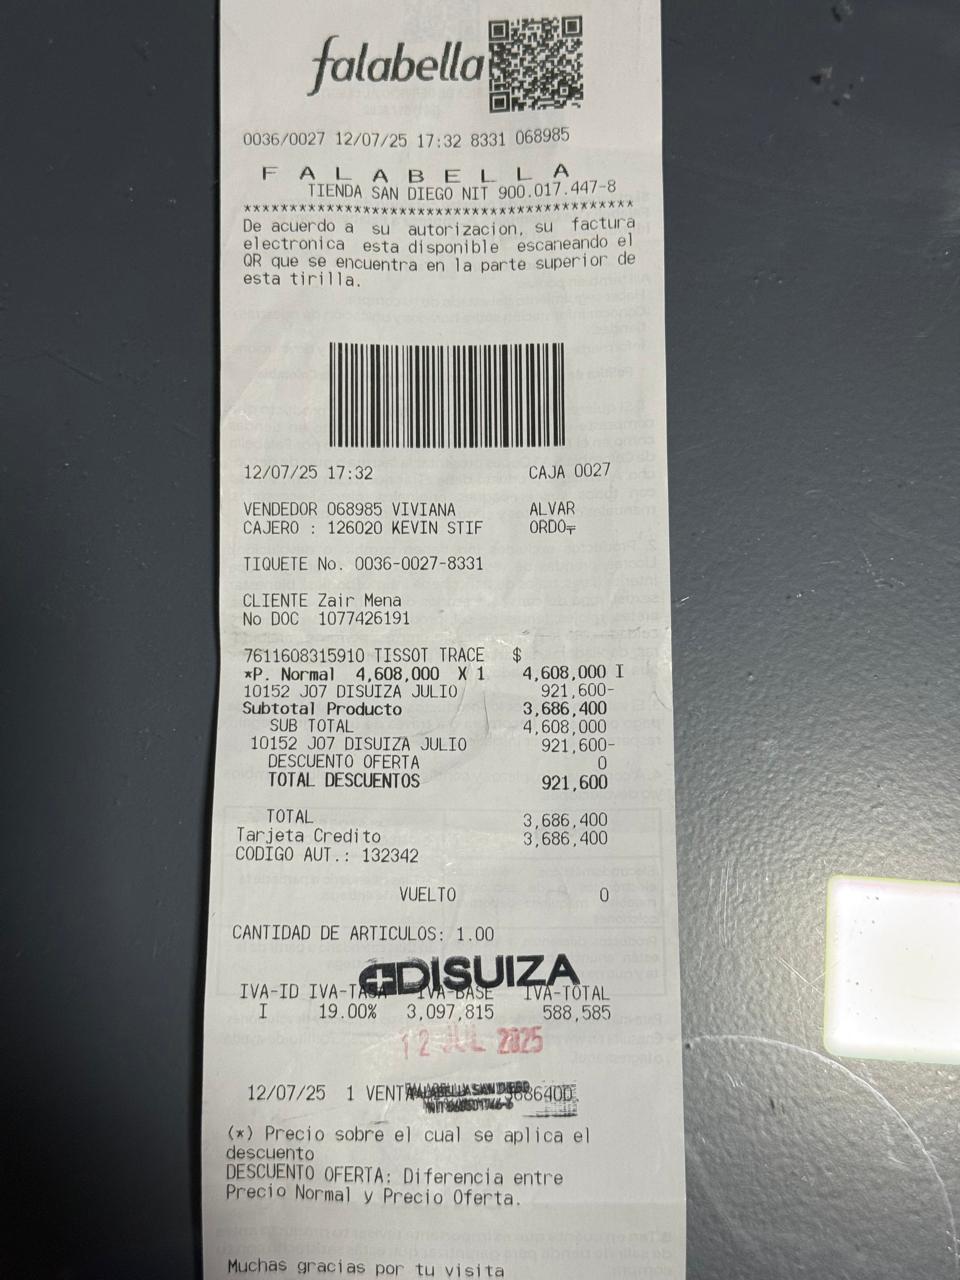 falabella
0036/0027 12/07/25 17:32 8331 068985
F A L A B E L L A
TIENDA SAN DIEGO NIT 900.017.447-8
******************************************
De acuerdo a su autorizacion, su factura
electronica esta disponible escaneando el
QR que se encuentra en la parte superior de
esta tirilla.
12/07/25 17:32 CAJA 0027
VENDEDOR 068985 VIVIANA ALVAR
CAJERO : 126020 KEVIN STIF ORDO
TIQUETE No. 0036-0027-8331
CLIENTE Zair Mena
No DOC 1077426191
7611608315910 TISSOT TRACE $
*P. Normal 4,608,000 X 1 4,608,000 I
10152 J07 DISUIZA JULIO 921,600-
Subtotal Producto 3,686,400
SUB TOTAL 4,608,000
10152 J07 DISUIZA JULIO 921,600-
DESCUENTO OFERTA 0
TOTAL DESCUENTOS 921,600
TOTAL 3,686,400
Tarjeta Credito 3,686,400
CODIGO AUT.: 132342
VUELTO 0
CANTIDAD DE ARTICULOS: 1.00
DISUIZA
IVA-ID IVA-TASA IVA-BASE IVA-TOTAL
I 19.00% 3,097,815 588,585
12 JUL 2025
12/07/25 1 VENTA
(*) Precio sobre el cual se aplica el
descuento
DESCUENTO OFERTA: Diferencia entre
Precio Normal y Precio Oferta.
Muchas gracias por tu visita